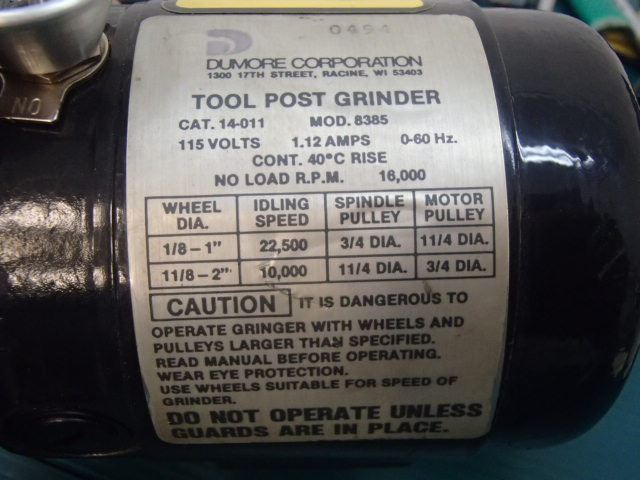 0494
DUMORE CORPORATION
1300 17TH STREET, RACINE, WI 53403
TOOL POST GRINDER
CAT. 14-011 MOD. 8385
115 VOLTS 1.12 AMPS 0-60 Hz.
CONT. 40°C RISE
NO LOAD R.P.M. 16,000
WHEEL DIA. IDLING SPEED SPINDLE PULLEY MOTOR PULLEY
1/8 – 1" 22,500 3/4 DIA. 11/4 DIA.
11/8 – 2" 10,000 11/4 DIA. 3/4 DIA.
CAUTION IT IS DANGEROUS TO
OPERATE GRINDER WITH WHEELS AND
PULLEYS LARGER THAN SPECIFIED.
READ MANUAL BEFORE OPERATING.
WEAR EYE PROTECTION.
USE WHEELS SUITABLE FOR SPEED OF
GRINDER.
DO NOT OPERATE UNLESS
GUARDS ARE IN PLACE.
NO